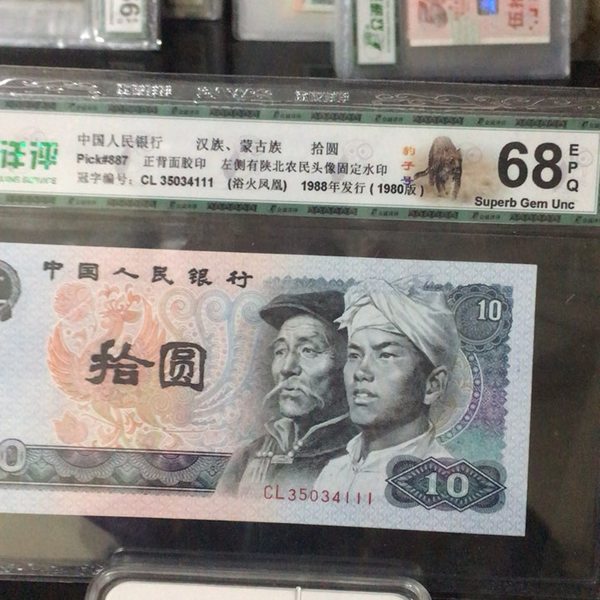 评
中国人民银行 汉族、蒙古族 拾圆
Pick#887 正背面胶印 左侧有陕北农民头像固定水印
冠字编号: CL 35034111 (浴火凤凰) 1988年发行 (1980版)
豹子号
68
EPQ
Superb Gem Unc
中国人民银行
10
拾圆
0
CL35034111
10